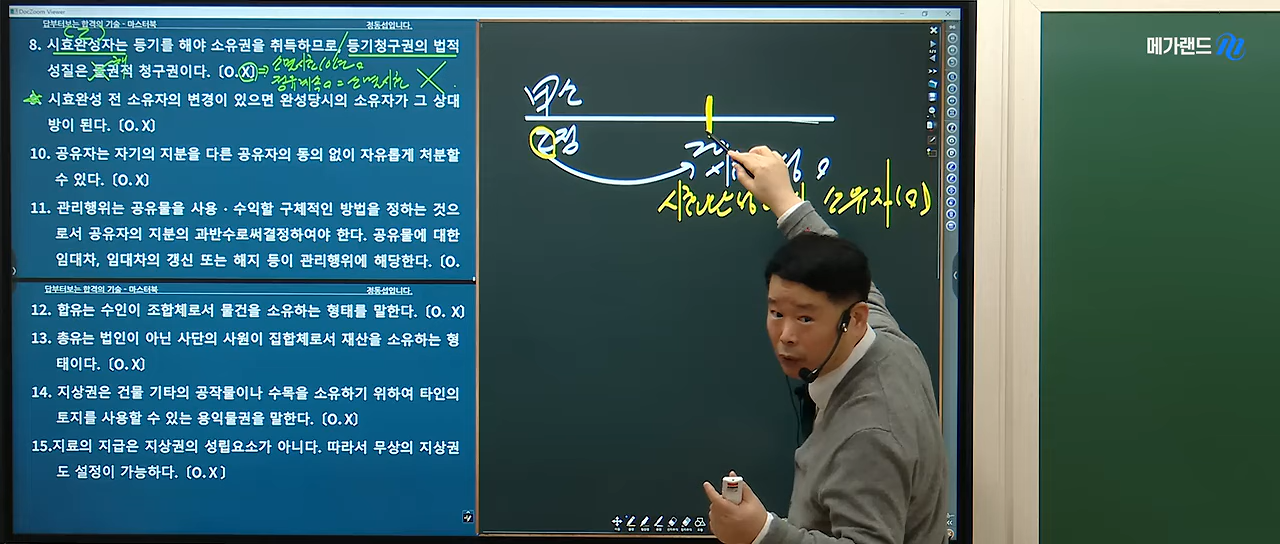 DocZoom Viewer
답부터보는 합격의 기술 - 마스터북 정동섭입니다.
8. 시효완성자는 등기를 해야 소유권을 취득하므로, 등기청구권의 법적
성질은 물권적 청구권이다. (O.X)
시효완성 전 소유자의 변경이 있으면 완성당시의 소유자가 그 상대
방이 된다. (O.X)
10. 공유자는 자기의 지분을 다른 공유자의 동의 없이 자유롭게 처분할
수 있다. (O.X)
11. 관리행위는 공유물을 사용 · 수익할 구체적인 방법을 정하는 것으
로서 공유자의 지분의 과반수로써결정하여야 한다. 공유물에 대한
임대차, 임대차의 갱신 또는 해지 등이 관리행위에 해당한다. (O.
답부터보는 합격의 기술 - 마스터북 정동섭입니다.
12. 합유는 수인이 조합체로서 물건을 소유하는 형태를 말한다. (O. X)
13. 총유는 법인이 아닌 사단의 사원이 집합체로서 재산을 소유하는 형
태이다. (O.X)
14. 지상권은 건물 기타의 공작물이나 수목을 소유하기 위하여 타인의
토지를 사용할 수 있는 용익물권을 말한다. (O.X)
15.지료의 지급은 지상권의 성립요소가 아니다. 따라서 무상의 지상권
도 설정이 가능하다. (O.X)
소유자
메가랜드